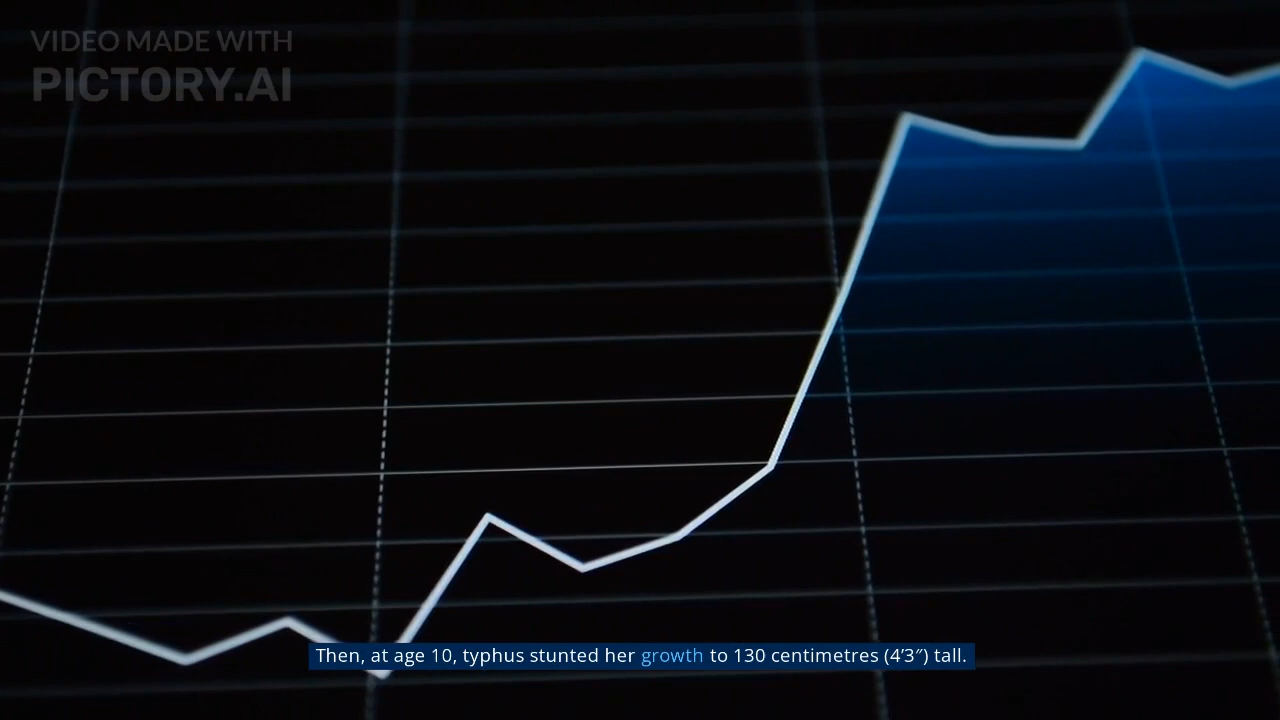 VIDEO MADE WITH
PICTORY.AI
Then, at age 10, typhus stunted her growth to 130 centimetres (4’3”) tall.